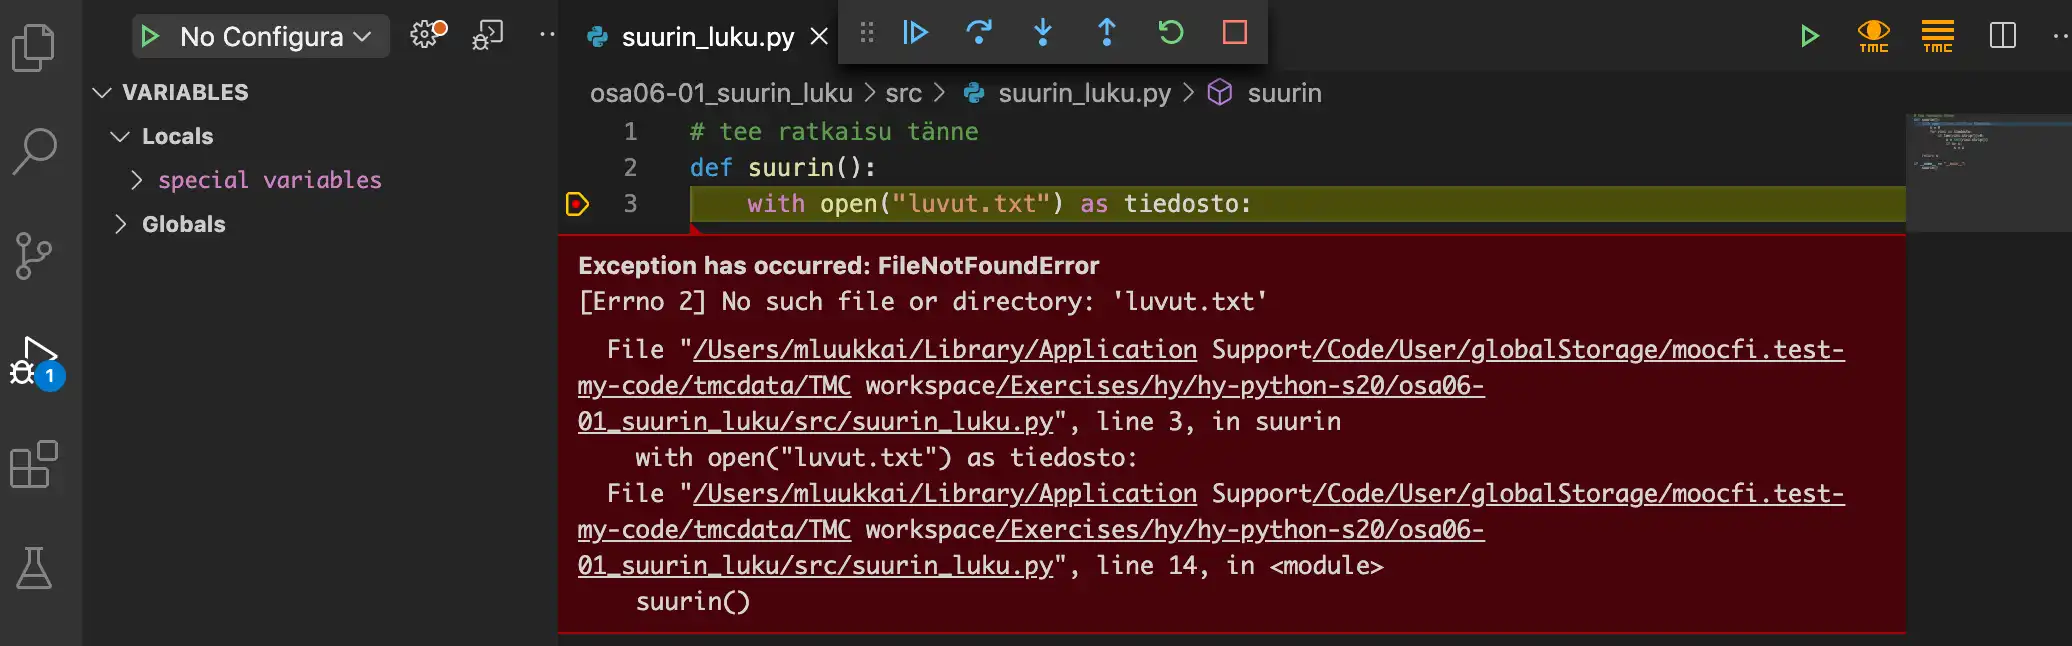 No Configura
suurin_luku.py
TMC
TMC
VARIABLES
Locals
special variables
Globals
osa06-01_suurin_luku > src > suurin_luku.py > suurin
1 # tee ratkaisu tänne
2 def suurin():
3 with open("luvut.txt") as tiedosto:
Exception has occurred: FileNotFoundError
[Errno 2] No such file or directory: 'luvut.txt'
File "/Users/mluukkai/Library/Application Support/Code/User/globalStorage/moocfi.test-
my-code/tmcdata/TMC workspace/Exercises/hy/hy-python-s20/osa06-
01_suurin_luku/src/suurin_luku.py", line 3, in suurin
with open("luvut.txt") as tiedosto:
File "/Users/mluukkai/Library/Application Support/Code/User/globalStorage/moocfi.test-
my-code/tmcdata/TMC workspace/Exercises/hy/hy-python-s20/osa06-
01_suurin_luku/src/suurin_luku.py", line 14, in <module>
suurin()
1